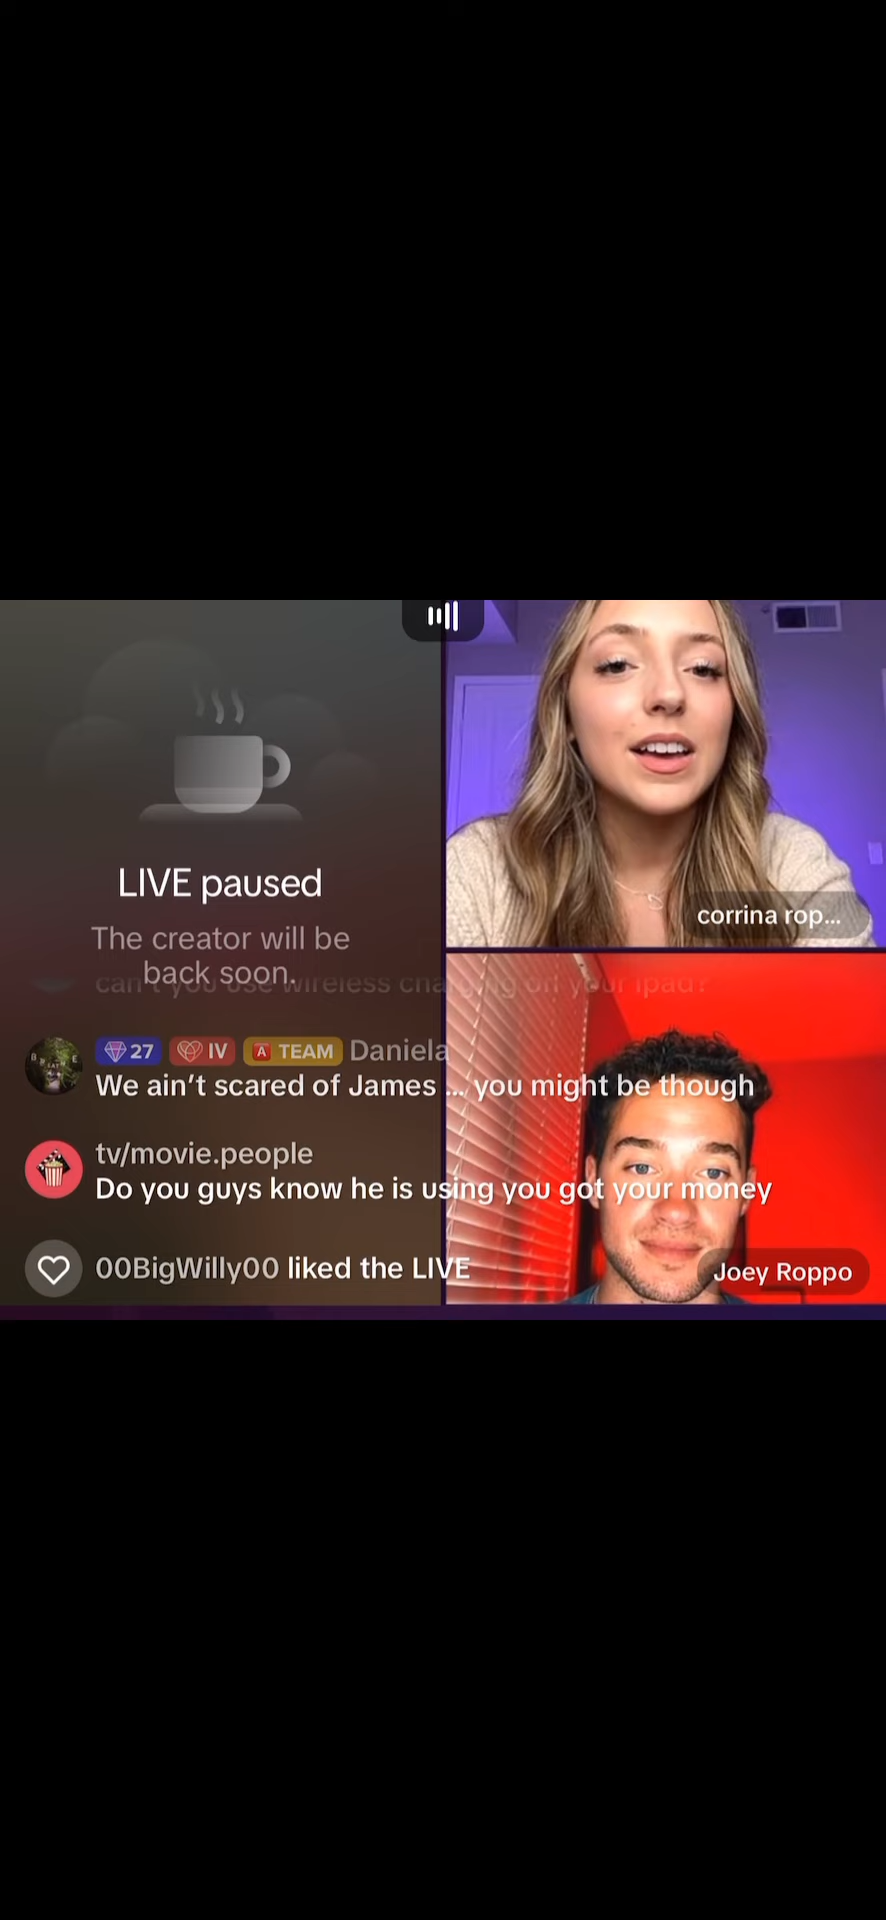 LIVE paused
The creator will be
back soon.
corrina rop...
can't you use wireless charging on your ipad?
27 IV A TEAM Daniela
We ain't scared of James ... you might be though
tv/movie.people
Do you guys know he is using you got your money
00BigWilly00 liked the LIVE
Joey Roppo